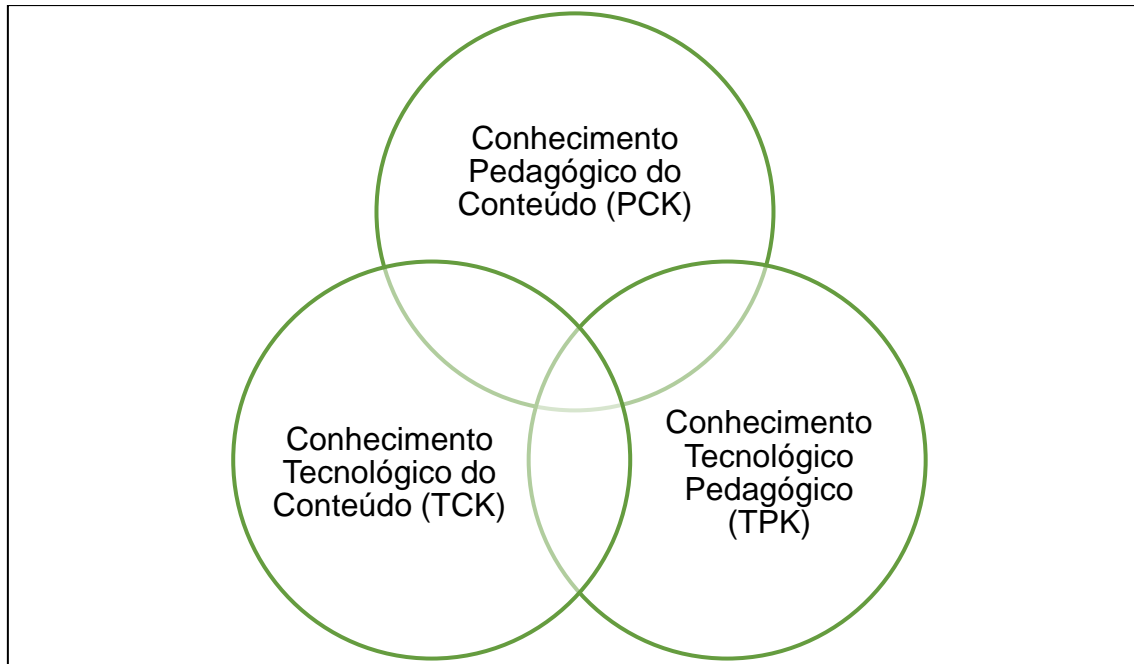 Conhecimento
Pedagógico do
Conteúdo (PCK)
Conhecimento
Tecnológico do
Conteúdo (TCK)
Conhecimento
Tecnológico
Pedagógico
(TPK)